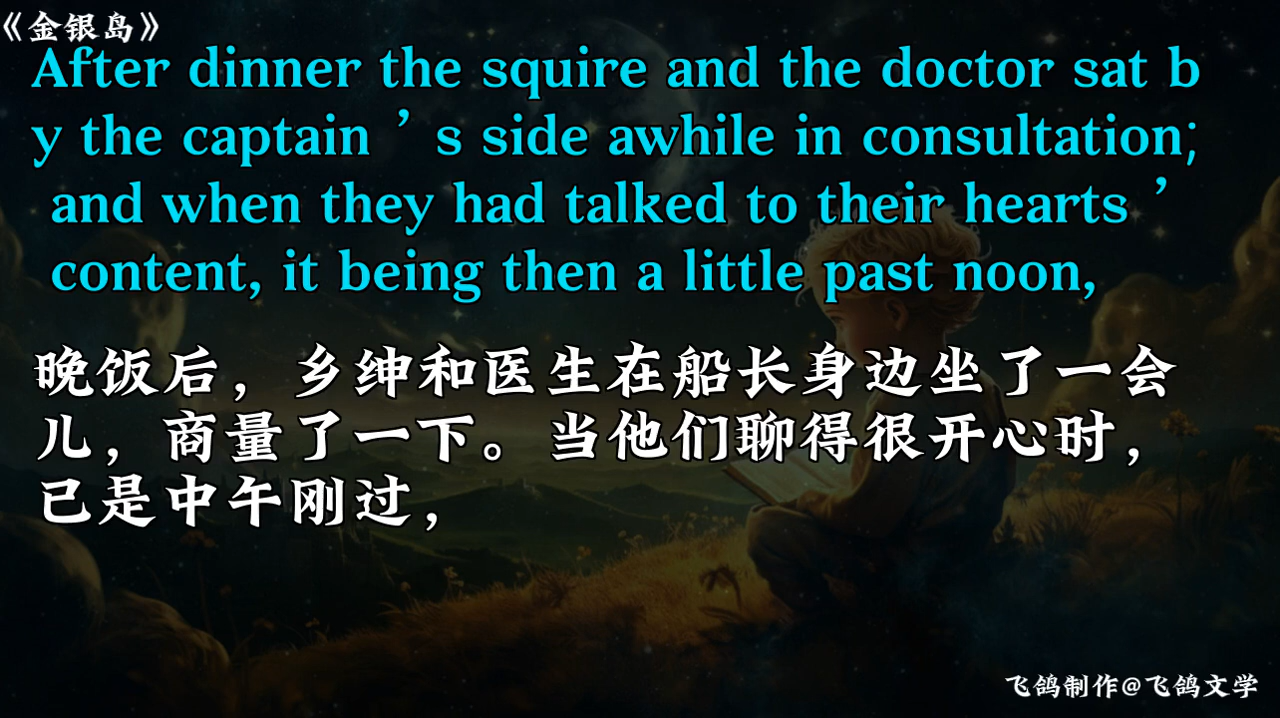 《金银岛》
After dinner the squire and the doctor sat b
y the captain ’ s side awhile in consultation;
and when they had talked to their hearts ’
content, it being then a little past noon,
晚饭后，乡绅和医生在船长身边坐了一会
儿，商量了一下。当他们聊得很开心时，
已是中午刚过，
飞鸽制作@飞鸽文学